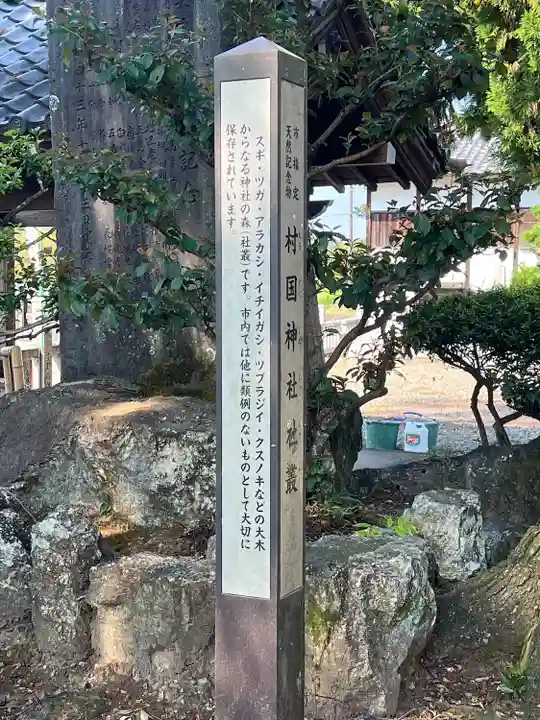 スギ・ツガ・アラカシ・イチイガシ・ツブラジイ・クスノキなどの大木
からなる神社の森(社叢)です。市内では他に類例のないものとして大切に
保存されています。
市指定
天然記念物
村国神社社叢
記念